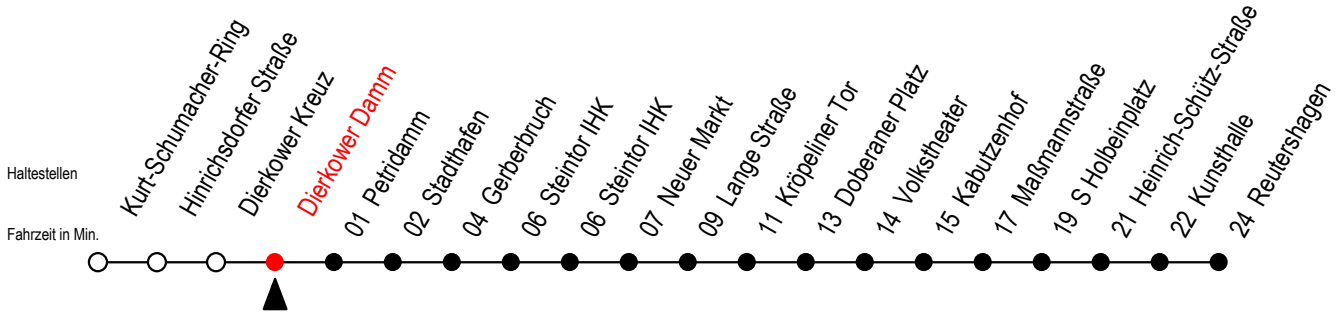 Haltestellen
Fahrzeit in Min.
Kurt-Schumacher-Ring
Hinrichsdorfer Straße
Dierkower Kreuz
Dierkower Damm
01 Petridamm
02 Stadthafen
04 Gerberbruch
06 Steintor IHK
06 Steintor IHK
07 Neuer Markt
09 Lange Straße
11 Kröpeliner Tor
13 Doberaner Platz
14 Volkstheater
15 Kabutzenhof
17 Maßmannstraße
19 S Holbeinplatz
21 Heinrich-Schütz-Straße
22 Kunsthalle
24 Reutershagen